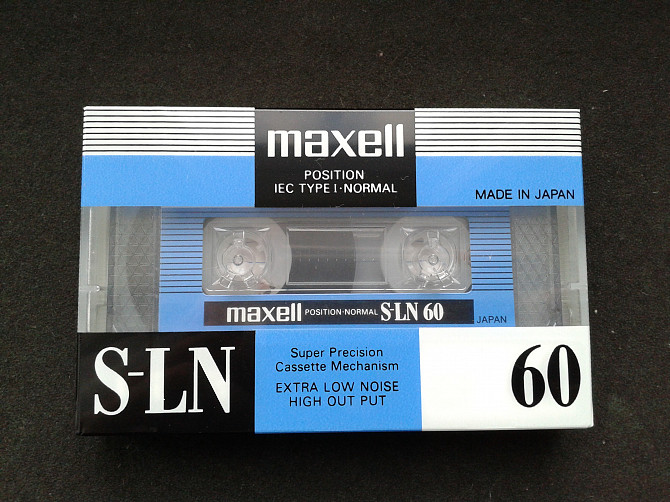 maxell
POSITION
IEC TYPE I·NORMAL
MADE IN JAPAN
maxell POSITION·NORMAL S-LN 60
JAPAN
S-LN
Super Precision
Cassette Mechanism
EXTRA LOW NOISE
HIGH OUT PUT
60